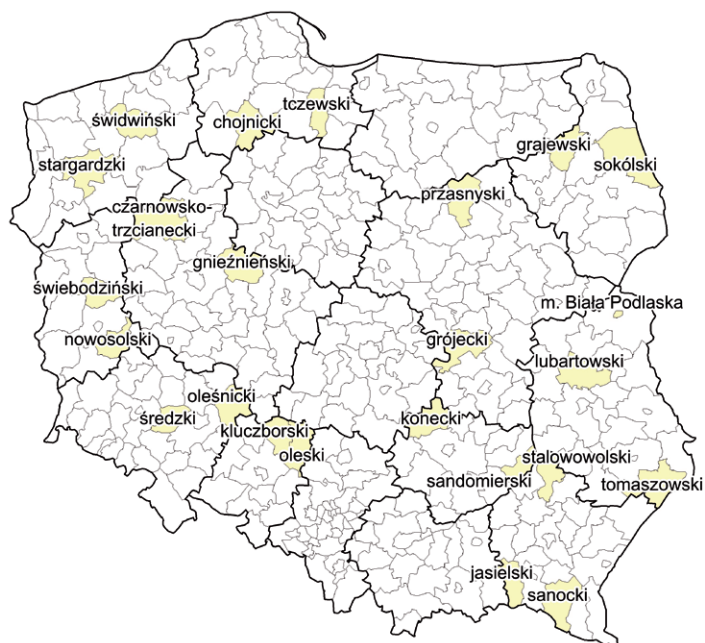 tczewski
świdwiński
chojnicki
grajewski
stargardzki
sokólski
przasnyski
czarnowsko-
trzcianecki
gnieźnieński
świebodziński
m. Biała Podlaska
nowosolski
grójecki
lubartowski
oleśnicki
średzki
konecki
kluczborski
oleski
stalowowolski
sandomierski
tomaszowski
jasielski
sanocki